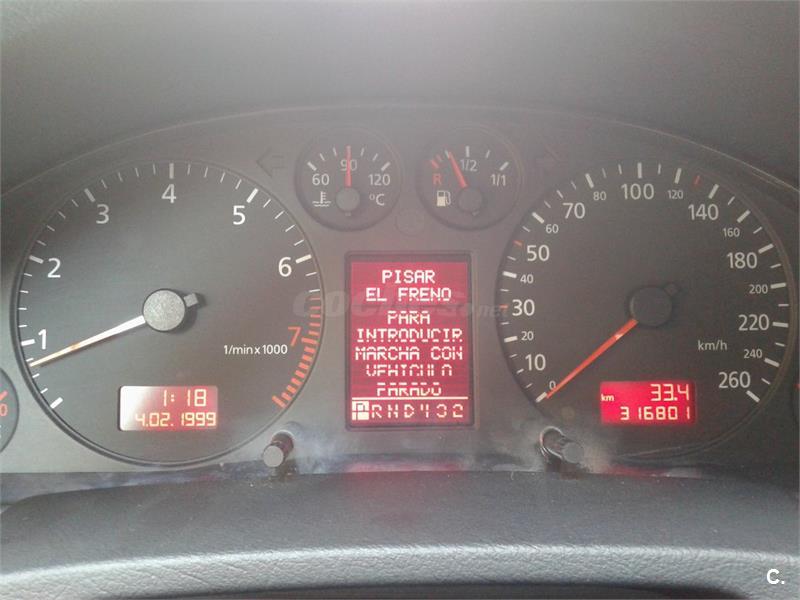 1 2 3 4 5 6 7
1/min x 1000
1:18
4.02.1999
60 90 120
°C
R 1/2 1/1
PISAR
EL FRENO
PARA
INTRODUCIR
MARCHA CON
VEHICULO
PARADO
PRND432
0 10 20 30 50 60 70 80 100 120 140 160 180 200 220 240 260
km/h
km 33.4
316801
coches.net
C.